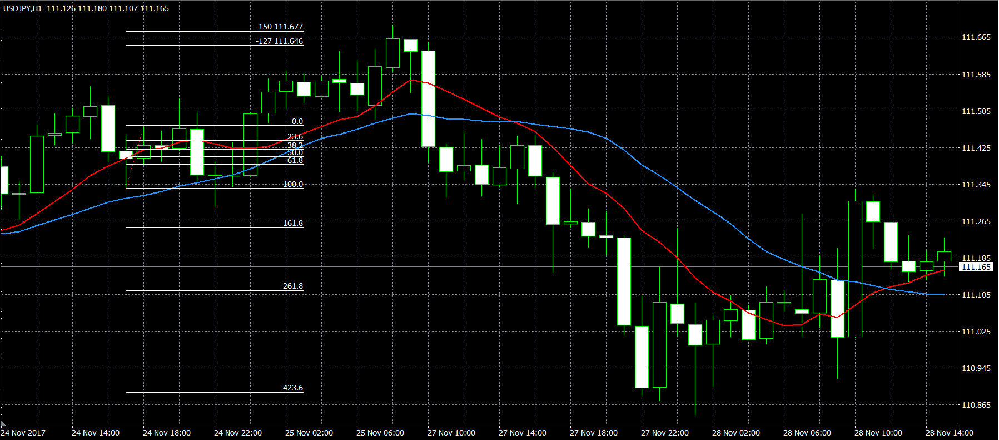 USDJPY,H1 111.126 111.180 111.107 111.165
-150 111.677
-127 111.646
0.0
23.6
38.2
50.0
61.8
100.0
161.8
261.8
423.6
111.665
111.585
111.505
111.425
111.345
111.265
111.185
111.165
111.105
111.025
110.945
110.865
24 Nov 2017
24 Nov 14:00
24 Nov 18:00
24 Nov 22:00
25 Nov 02:00
25 Nov 06:00
27 Nov 10:00
27 Nov 14:00
27 Nov 18:00
27 Nov 22:00
28 Nov 02:00
28 Nov 06:00
28 Nov 10:00
28 Nov 14:00